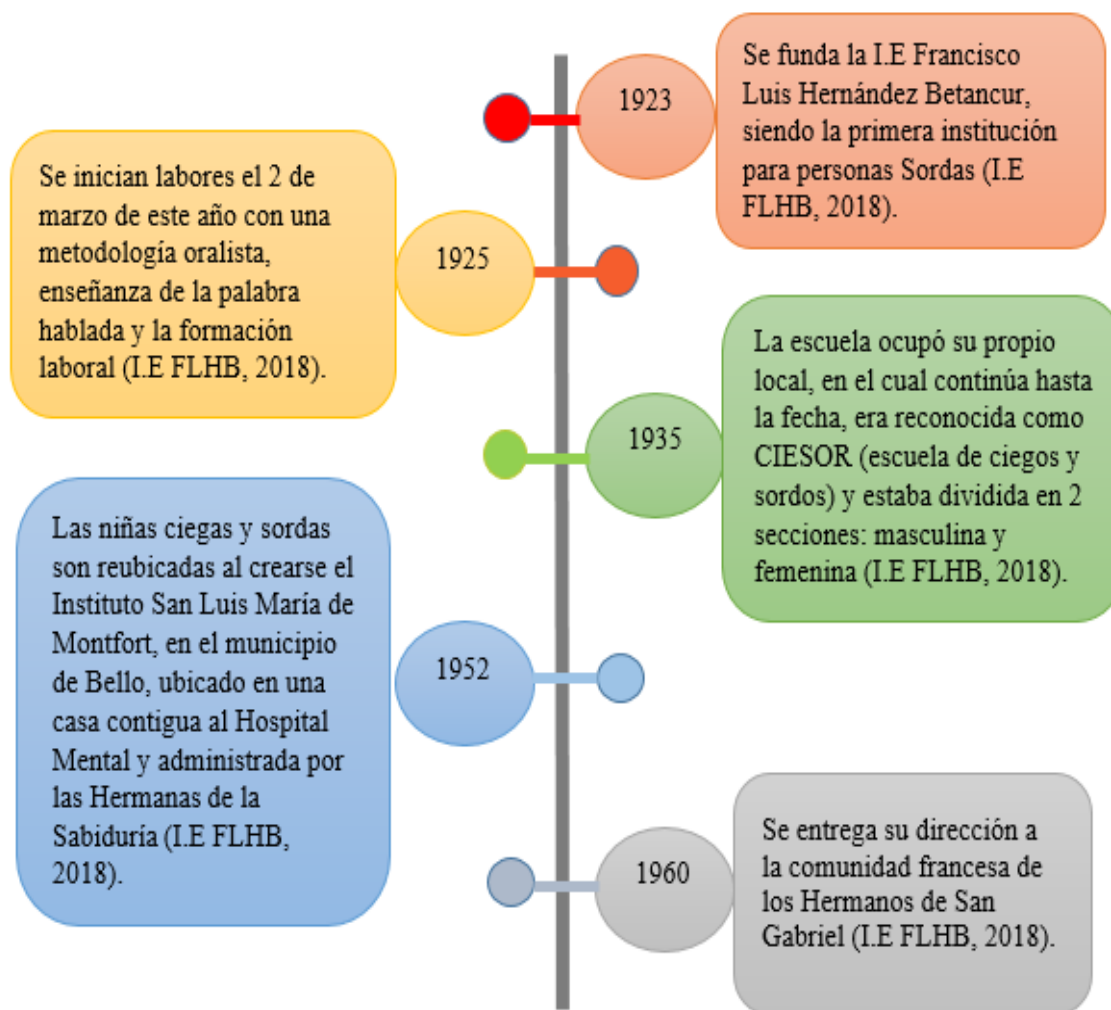 1923
Se funda la I.E Francisco
Luis Hernández Betancur,
siendo la primera institución
para personas Sordas (I.E
FLHB, 2018).
1925
Se inician labores el 2 de
marzo de este año con una
metodología oralista,
enseñanza de la palabra
hablada y la formación
laboral (I.E FLHB, 2018).
1935
La escuela ocupó su propio
local, en el cual continúa hasta
la fecha, era reconocida como
CIESOR (escuela de ciegos y
sordos) y estaba dividida en 2
secciones: masculina y
femenina (I.E FLHB, 2018).
1952
Las niñas ciegas y sordas
son reubicadas al crearse el
Instituto San Luis María de
Montfort, en el municipio
de Bello, ubicado en una
casa contigua al Hospital
Mental y administrada por
las Hermanas de la
Sabiduría (I.E FLHB,
2018).
1960
Se entrega su dirección a
la comunidad francesa de
los Hermanos de San
Gabriel (I.E FLHB, 2018).